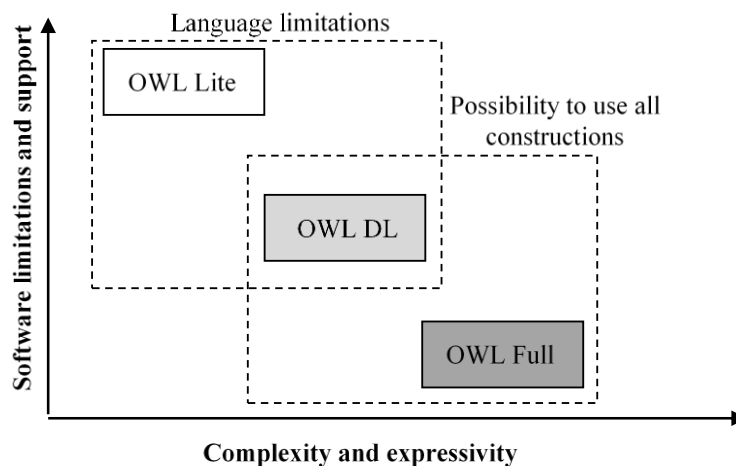 Language limitations
OWL Lite
Possibility to use all
constructions
OWL DL
OWL Full
Software limitations and support
Complexity and expressivity